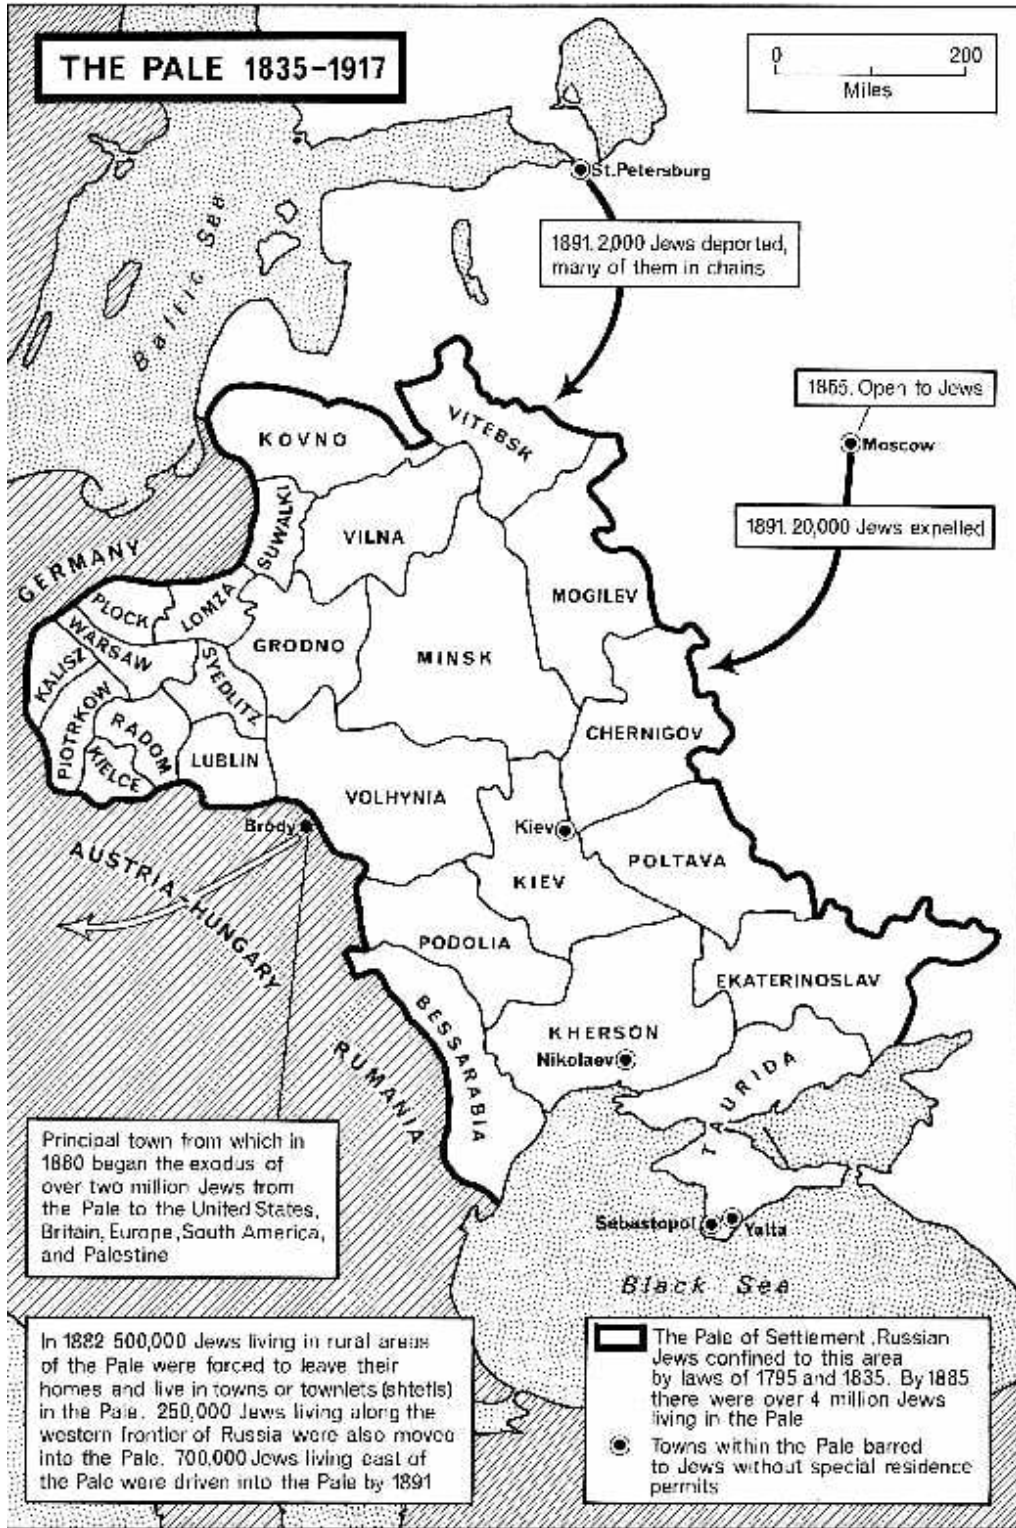 THE PALE 1835-1917
0 200
Miles
St.Petersburg
1891. 2,000 Jews deported,
many of them in chains
Baltic Sea
1865. Open to Jews
Moscow
1891. 20,000 Jews expelled
VITEBSK
KOVNO
SUWALKI
VILNA
GERMANY
MOGILEV
PŁOCK
LOMZA
WARSAW
GRODNO
MINSK
KALISZ
SYEDLITZ
PIOTRKOW
RADOM
KIELCE
LUBLIN
CHERNIGOV
VOLHYNIA
Brody
Kiev
POLTAVA
KIEV
AUSTRIA-HUNGARY
PODOLIA
EKATERINOSLAV
BESSARABIA
KHERSON
Nikolaev
RUMANIA
TAURIDA
Principal town from which in
1880 began the exodus of
over two million Jews from
the Pale to the United States,
Britain, Europe, South America,
and Palestine
Sebastopol
Yalta
Black Sea
In 1882 500,000 Jews living in rural areas
of the Pale were forced to leave their
homes and live in towns or townlets (shtetls)
in the Pale. 250,000 Jews living along the
western frontier of Russia were also moved
into the Pale. 700,000 Jews living east of
the Pale were driven into the Pale by 1891
The Pale of Settlement. Russian
Jews confined to this area
by laws of 1795 and 1835. By 1885
there were over 4 million Jews
living in the Pale
Towns within the Pale barred
to Jews without special residence
permits